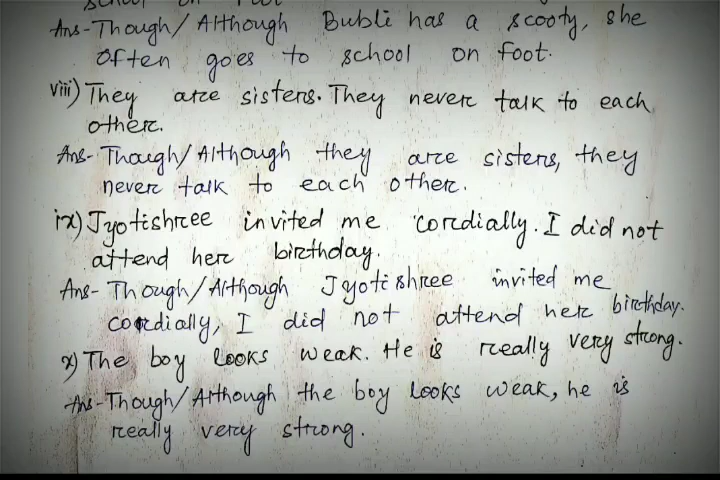 school on foot
Ans- Though/Although Bubli has a scooty, she
often goes to school on foot.
viii) They are sisters. They never talk to each
other.
Ans- Though/Although they are sisters, they
never talk to each other.
ix) Jyotishree invited me cordially. I did not
attend her birthday.
Ans- Though/Although Jyotishree invited me
cordially, I did not attend her birthday.
x) The boy looks weak. He is really very strong.
Ans- Though/Although the boy looks weak, he is
really very strong.